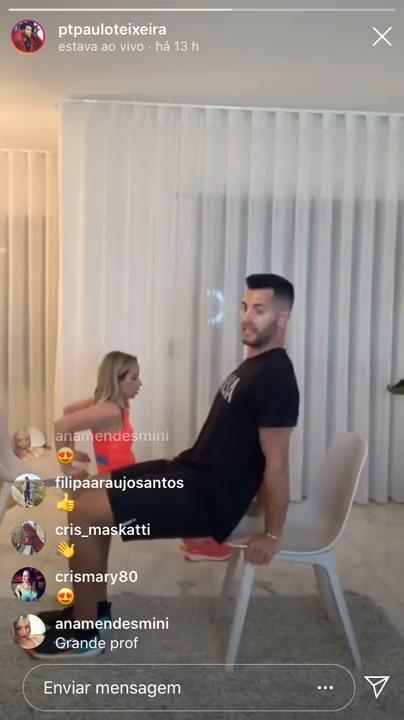 ptpauloteixeira
estava ao vivo · há 13 h
anamendesmini
😍
filipaaraujosantos
👍
cris_maskatti
👋
crismary80
😍
anamendesmini
Grande prof
Enviar mensagem